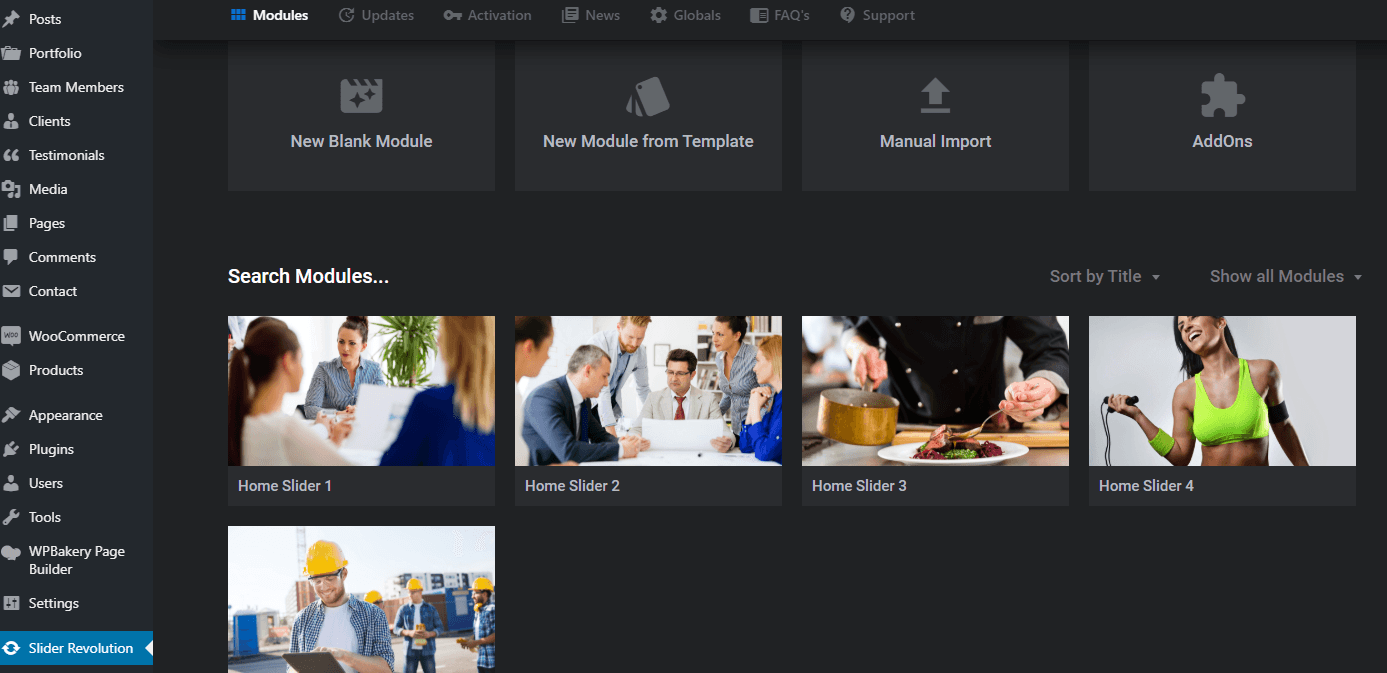 Posts
Portfolio
Team Members
Clients
Testimonials
Media
Pages
Comments
Contact
WOO
WooCommerce
Products
Appearance
Plugins
Users
Tools
WPBakery Page
Builder
Settings
Slider Revolution
Modules
Updates
Activation
News
Globals
FAQ's
Support
New Blank Module
New Module from Template
Manual Import
AddOns
Search Modules...
Sort by Title
Show all Modules
Home Slider 1
Home Slider 2
Home Slider 3
Home Slider 4